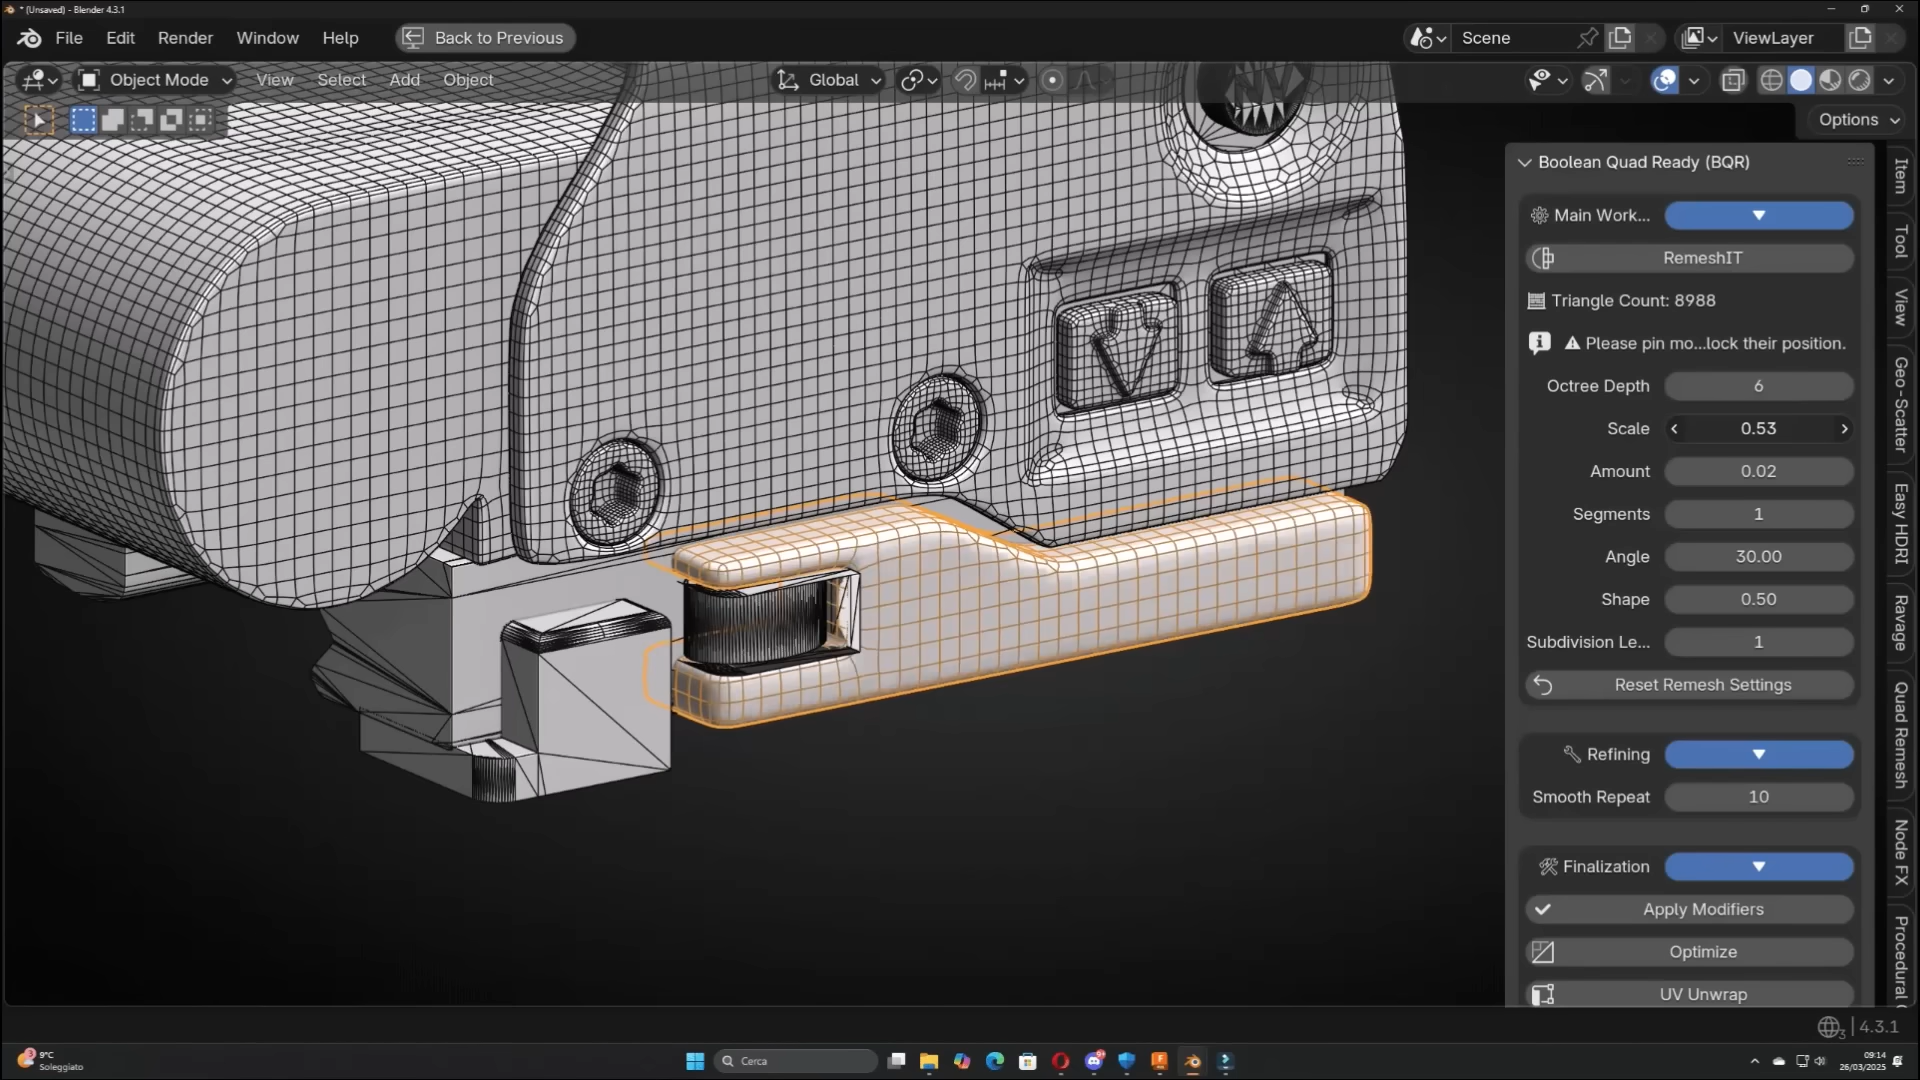 * (Unsaved) - Blender 4.3.1
File Edit Render Window Help Back to Previous Scene ViewLayer
Object Mode View Select Add Object Global
Options
Boolean Quad Ready (BQR)
Main Work...
RemeshIT
Triangle Count: 8988
Please pin mo...lock their position.
Octree Depth 6
Scale 0.53
Amount 0.02
Segments 1
Angle 30.00
Shape 0.50
Subdivision Le... 1
Reset Remesh Settings
Refining
Smooth Repeat 10
Finalization
Apply Modifiers
Optimize
UV Unwrap
Item
Tool
View
Geo-Scatter
Easy HDRI
Ravage
Quad Remesh
Node FX
Procedural
3 | 4.3.1
9°C
Soleggiato
Cerca
09:14
26/03/2025